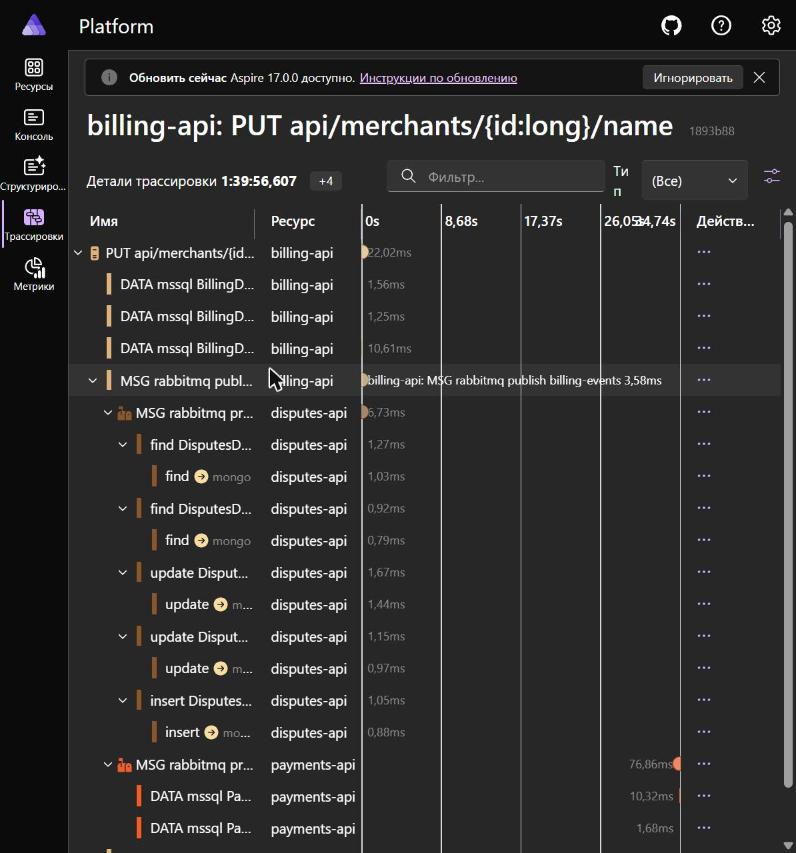 Platform
Ресурсы
Консоль
Структуриро...
Трассировки
Метрики
Обновить сейчас Aspire 17.0.0 доступно. Инструкции по обновлению
Игнорировать
billing-api: PUT api/merchants/{id:long}/name 1893b88
Детали трассировки 1:39:56,607 +4
Фильтр...
Ти
п
(Все)
Имя Ресурс 0s 8,68s 17,37s 26,05s 34,74s Действ...
PUT api/merchants/{id... billing-api 22,02ms ...
DATA mssql BillingD... billing-api 1,56ms ...
DATA mssql BillingD... billing-api 1,25ms ...
DATA mssql BillingD... billing-api 10,61ms ...
MSG rabbitmq publ... billing-api billing-api: MSG rabbitmq publish billing-events 3,58ms ...
MSG rabbitmq pr... disputes-api 6,73ms ...
find DisputesD... disputes-api 1,27ms ...
find mongo disputes-api 1,03ms ...
find DisputesD... disputes-api 0,92ms ...
find mongo disputes-api 0,79ms ...
update Disput... disputes-api 1,67ms ...
update m... disputes-api 1,44ms ...
update Disput... disputes-api 1,15ms ...
update m... disputes-api 0,97ms ...
insert Disputes... disputes-api 1,05ms ...
insert mo... disputes-api 0,88ms ...
MSG rabbitmq pr... payments-api 76,86ms ...
DATA mssql Pa... payments-api 10,32ms ...
DATA mssql Pa... payments-api 1,68ms ...